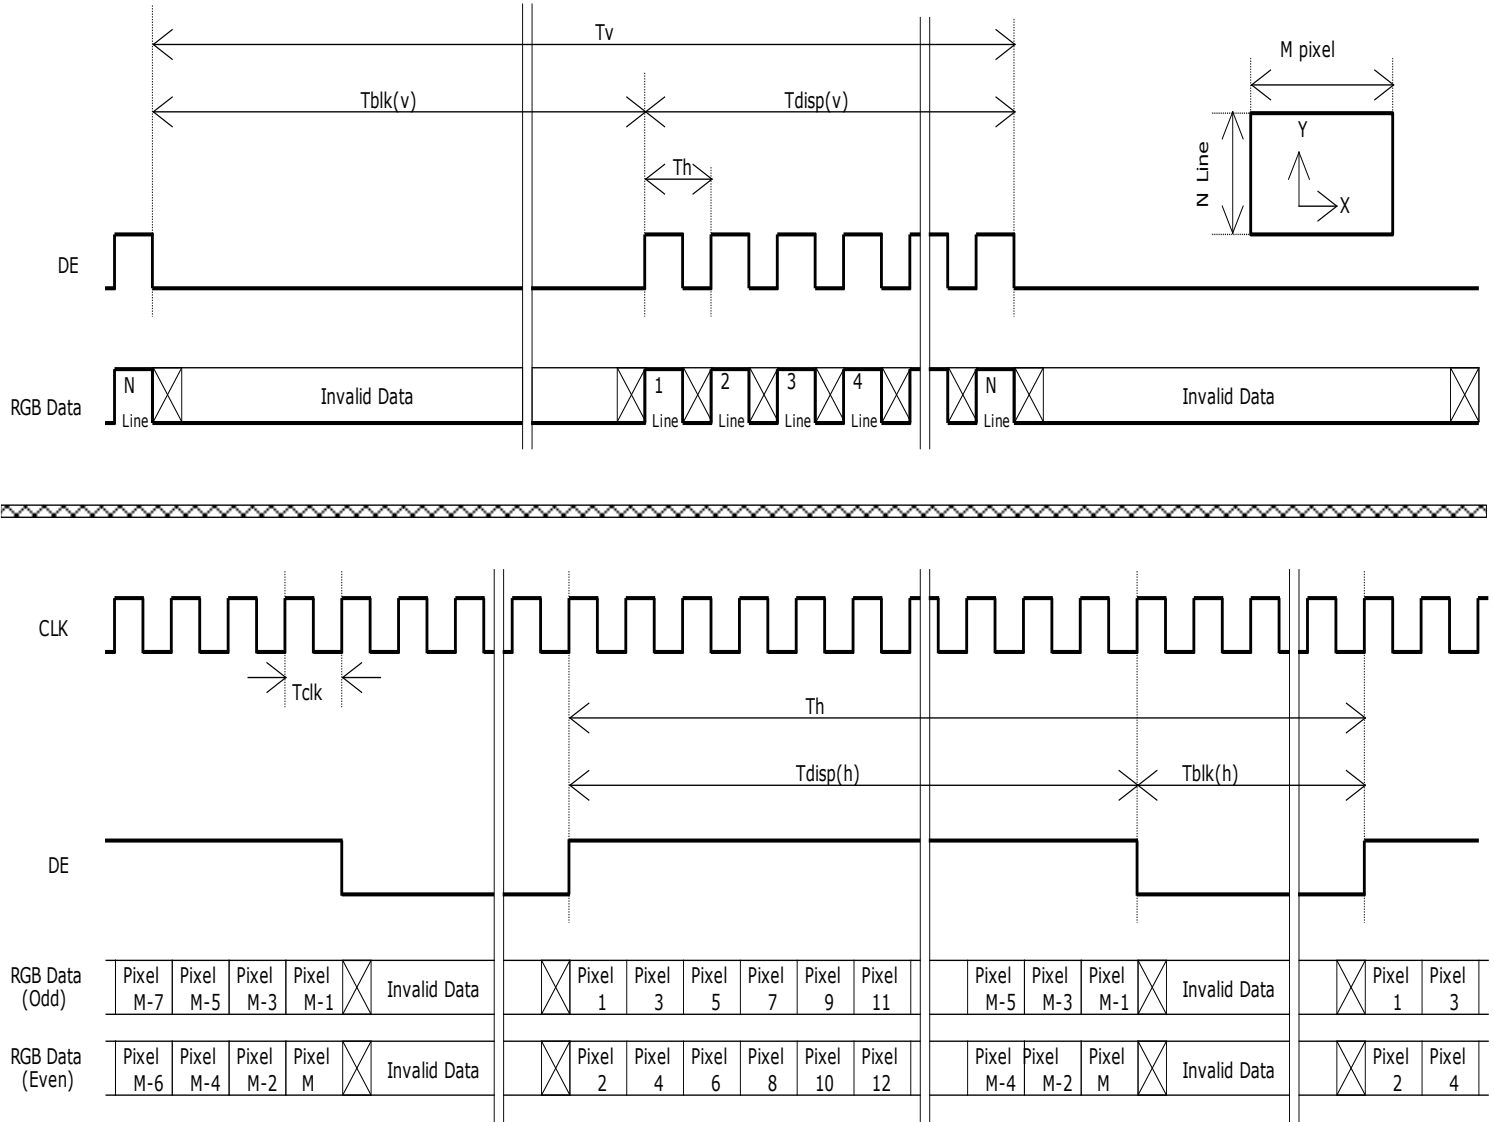 Tv
M pixel
Tblk(v) Tdisp(v)
Th
N Line
Y
X
DE
N 1 2 3 4 N
Invalid Data Invalid Data
RGB Data
Line Line Line Line Line Line
CLK
Tclk
Th
Tdisp(h) Tblk(h)
DE
RGB Data Pixel Pixel Pixel Pixel Invalid Data Pixel Pixel Pixel Pixel Pixel Pixel Pixel Pixel Pixel Invalid Data Pixel Pixel
(Odd) M-7 M-5 M-3 M-1 1 3 5 7 9 11 M-5 M-3 M-1 1 3
RGB Data Pixel Pixel Pixel Pixel Invalid Data Pixel Pixel Pixel Pixel Pixel Pixel Pixel Pixel Pixel Invalid Data Pixel Pixel
(Even) M-6 M-4 M-2 M 2 4 6 8 10 12 M-4 M-2 M 2 4